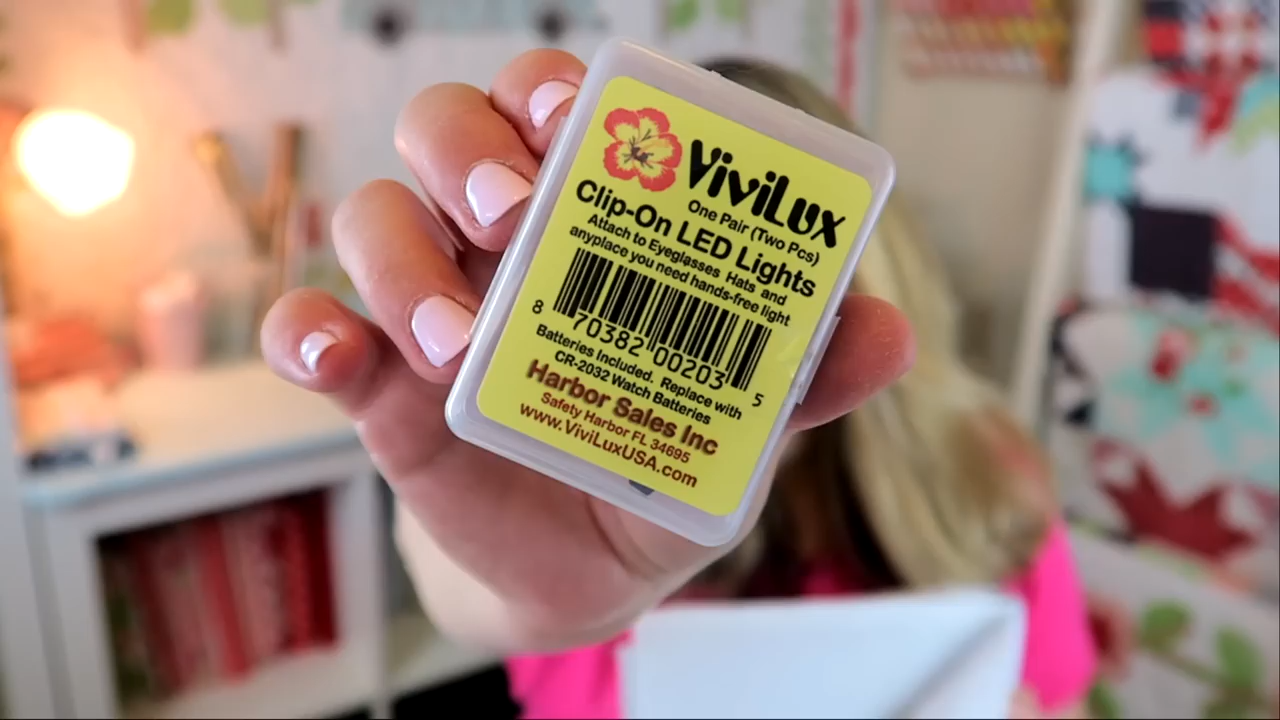 ViviLux
One Pair (Two Pcs)
Clip-On LED Lights
Attach to Eyeglasses Hats and
anyplace you need hands-free light
8 70382 00203 5
Batteries Included. Replace with
CR-2032 Watch Batteries
Harbor Sales Inc
Safety Harbor FL 34695
www.ViviLuxUSA.com